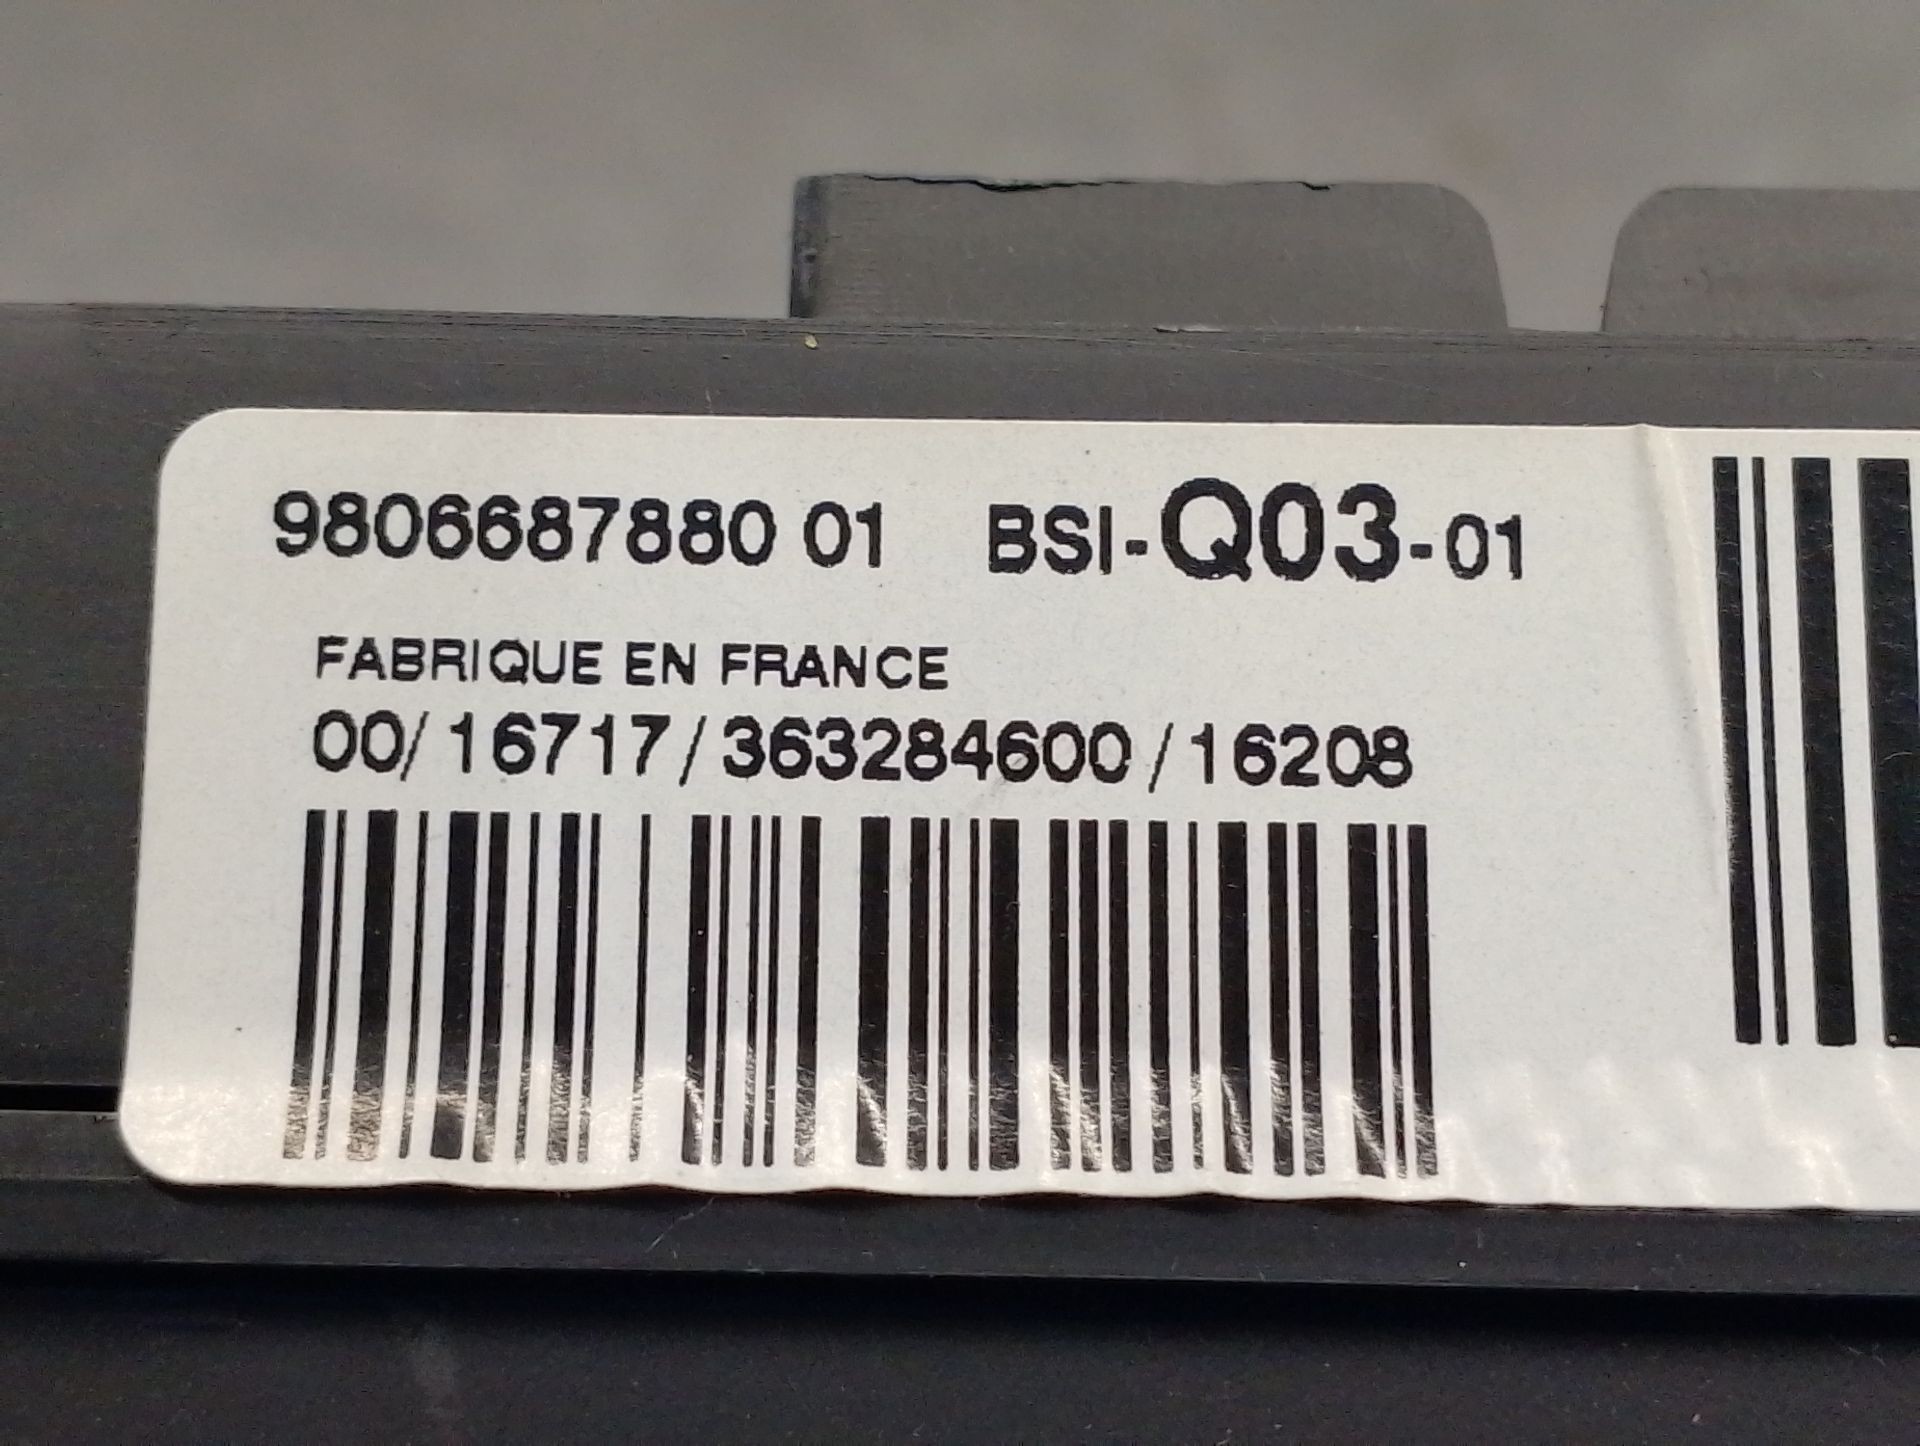 9806687880 01 BSI-Q03-01
FABRIQUE EN FRANCE
00/16717/363284600/16208